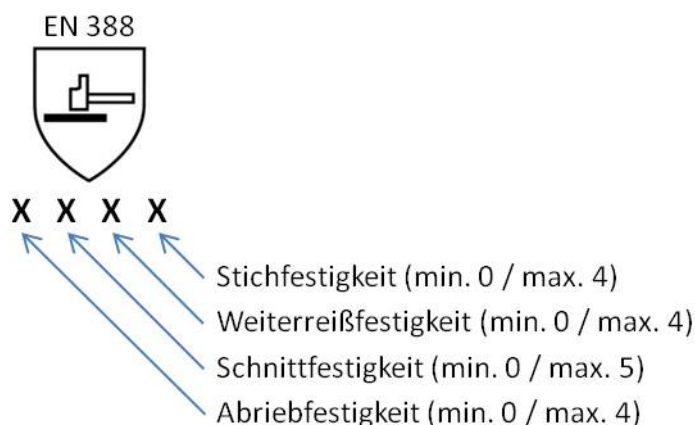 EN 388
X X X X
Stichfestigkeit (min. 0 / max. 4)
Weiterreißfestigkeit (min. 0 / max. 4)
Schnittfestigkeit (min. 0 / max. 5)
Abriebfestigkeit (min. 0 / max. 4)